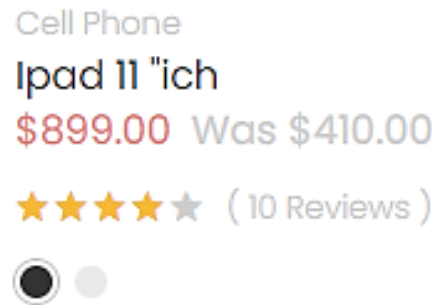 Cell Phone
Ipad 11 "ich
$899.00 Was $410.00
( 10 Reviews )